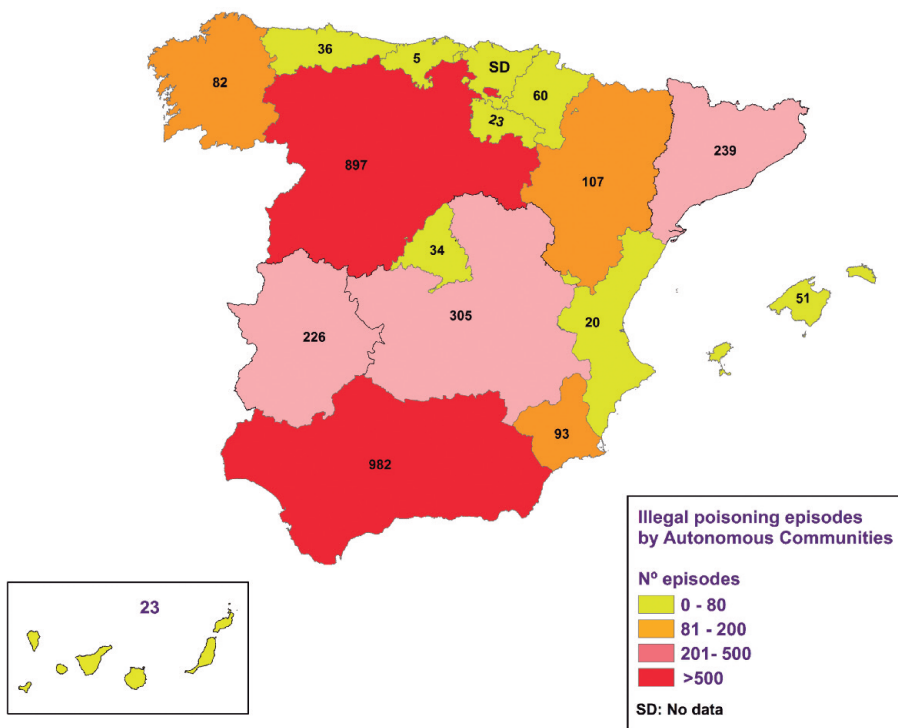 36
5
SD
82
60
23
239
897
107
34
51
305
20
226
93
982
Illegal poisoning episodes
by Autonomous Communities
Nº episodes
0 - 80
81 - 200
201- 500
>500
SD: No data
23